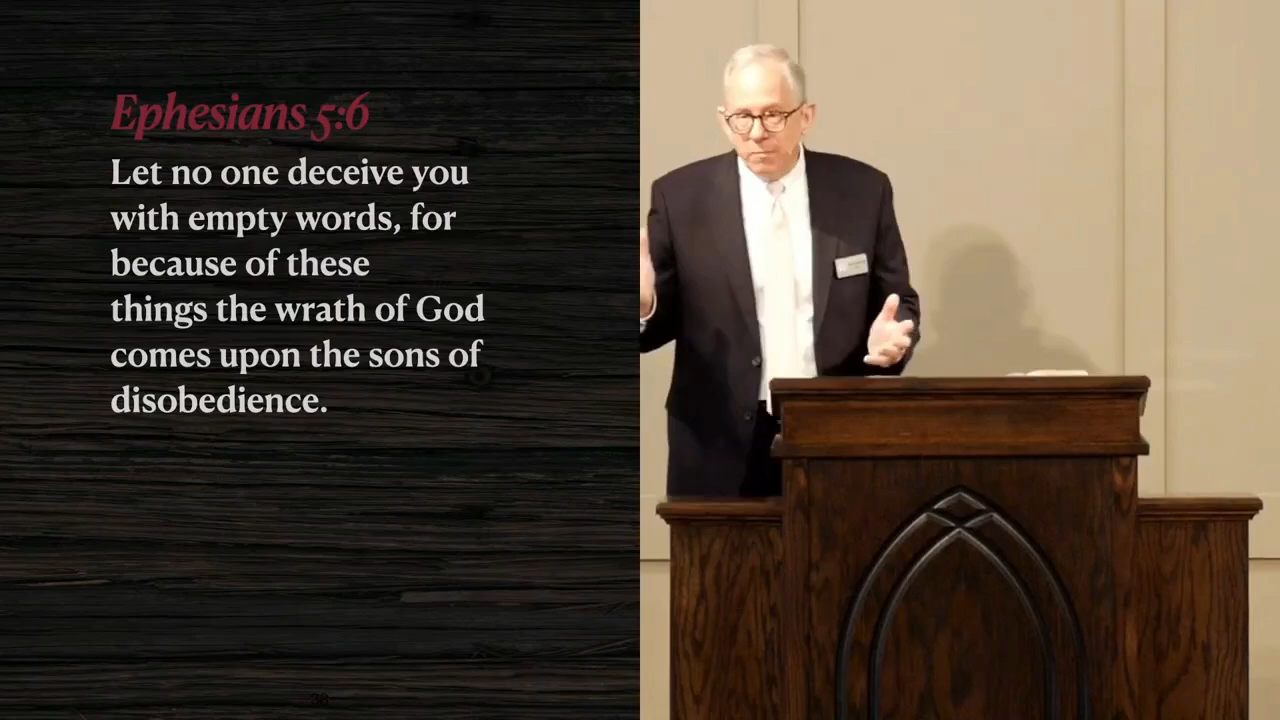 Ephesians 5:6
Let no one deceive you
with empty words, for
because of these
things the wrath of God
comes upon the sons of
disobedience.
38